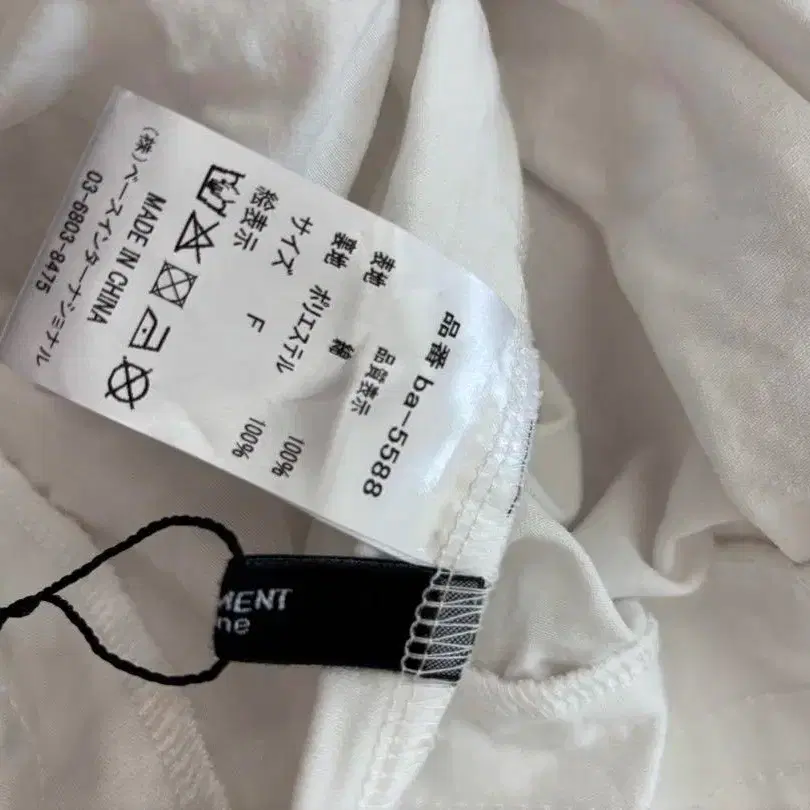 品番 ba-5588
品質表示
表地 綿 100%
裏地 ポリエステル 100%
サイズ F
絵表示
MADE IN CHINA
(株)ベースインターナショナル
03-6803-8475
MENT
ne